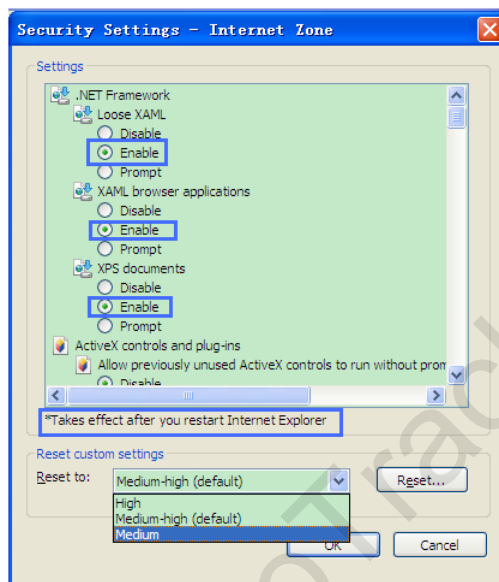 Security Settings - Internet Zone
Settings
.NET Framework
Loose XAML
Disable
Enable
Prompt
XAML browser applications
Disable
Enable
Prompt
XPS documents
Disable
Enable
Prompt
ActiveX controls and plug-ins
Allow previously unused ActiveX controls to run without prom
Disable
*Takes effect after you restart Internet Explorer
Reset custom settings
Reset to: Medium-high (default) Reset...
High
Medium-high (default)
Medium
OK Cancel